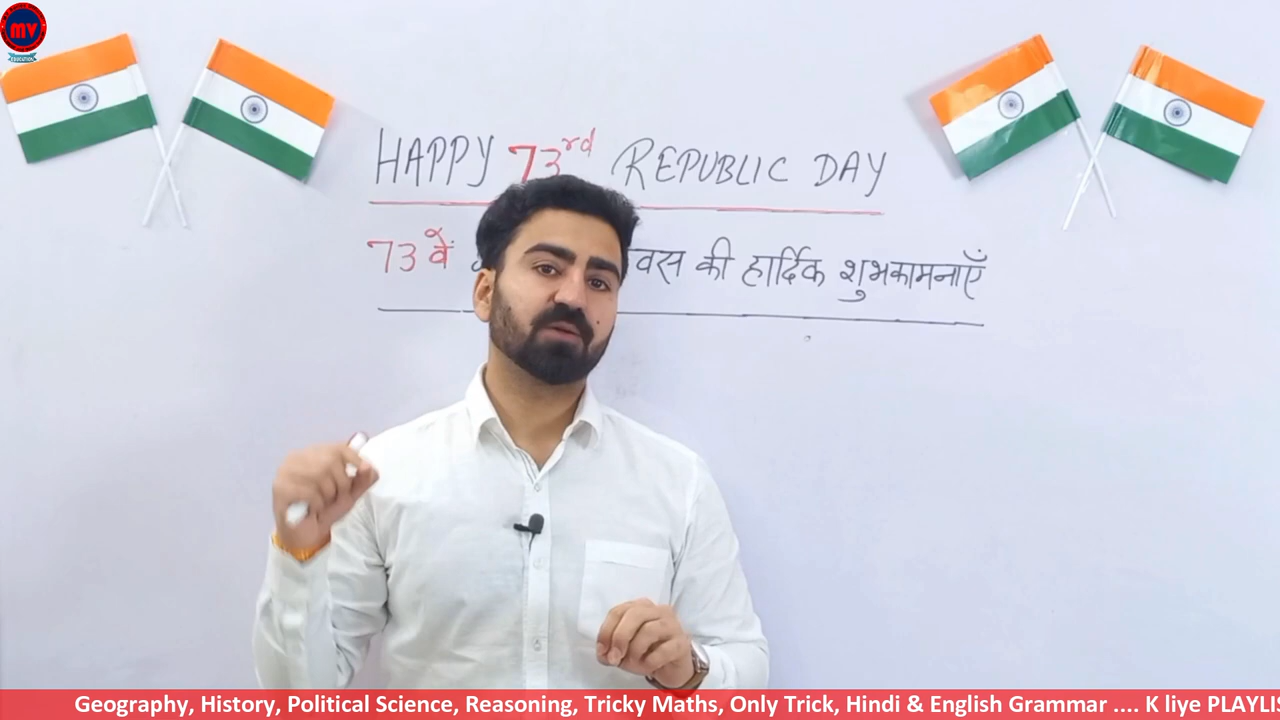 mv
EDUCATION
HAPPY 73rd REPUBLIC DAY
73 वें की हार्दिक शुभकामनाएँ
Geography, History, Political Science, Reasoning, Tricky Maths, Only Trick, Hindi & English Grammar .... K liye PLAYLIS